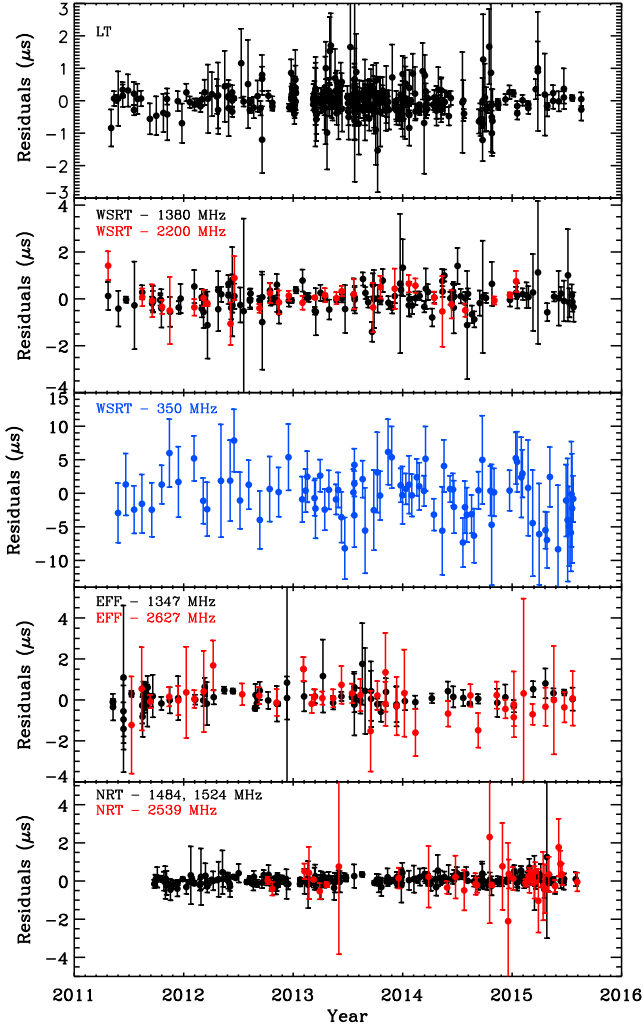 LT
Residuals (μs)
3
2
1
0
−1
−2
−3
WSRT − 1380 MHz
WSRT − 2200 MHz
Residuals (μs)
4
2
0
−2
−4
WSRT − 350 MHz
Residuals (μs)
15
10
5
0
−5
−10
EFF − 1347 MHz
EFF − 2627 MHz
Residuals (μs)
4
2
0
−2
−4
NRT − 1484, 1524 MHz
NRT − 2539 MHz
Residuals (μs)
4
2
0
−2
−4
2011 2012 2013 2014 2015 2016
Year